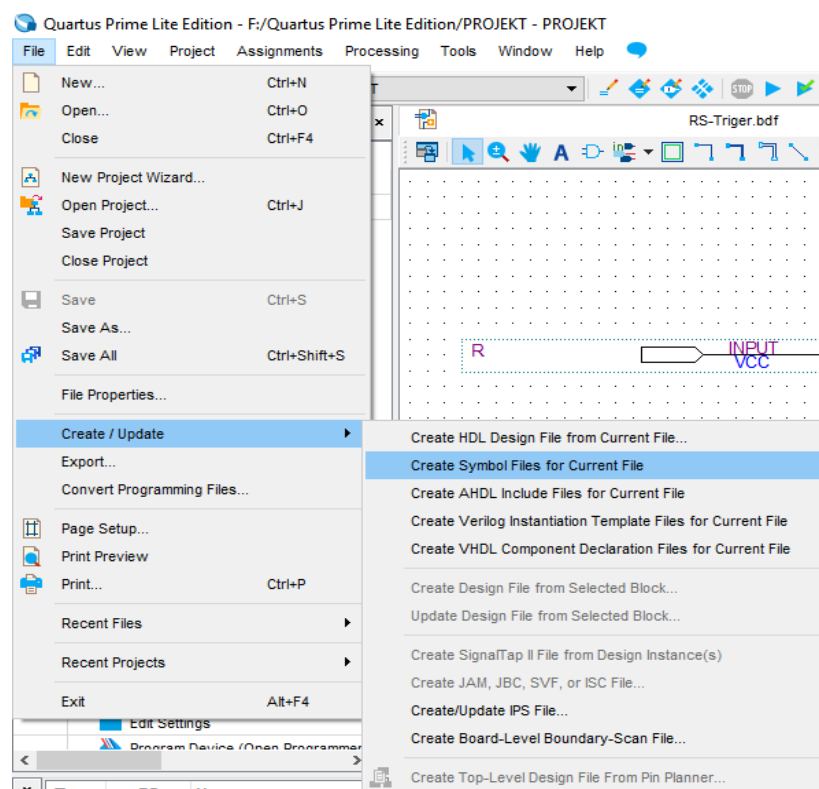 Quartus Prime Lite Edition - F:/Quartus Prime Lite Edition/PROJEKT - PROJEKT
File Edit View Project Assignments Processing Tools Window Help
New... Ctrl+N
Open... Ctrl+O
Close Ctrl+F4
New Project Wizard...
Open Project... Ctrl+J
Save Project
Close Project
Save Ctrl+S
Save As...
Save All Ctrl+Shift+S
File Properties...
Create / Update
Export...
Convert Programming Files...
Page Setup...
Print Preview
Print... Ctrl+P
Recent Files
Recent Projects
Exit Alt+F4
Edit Settings
Program Device (Open Programmer
T
STOP
RS-Triger.bdf
A
R
INPUT
VCC
Create HDL Design File from Current File...
Create Symbol Files for Current File
Create AHDL Include Files for Current File
Create Verilog Instantiation Template Files for Current File
Create VHDL Component Declaration Files for Current File
Create Design File from Selected Block...
Update Design File from Selected Block...
Create SignalTap II File from Design Instance(s)
Create JAM, JBC, SVF, or ISC File...
Create/Update IPS File...
Create Board-Level Boundary-Scan File...
Create Top-Level Design File From Pin Planner...